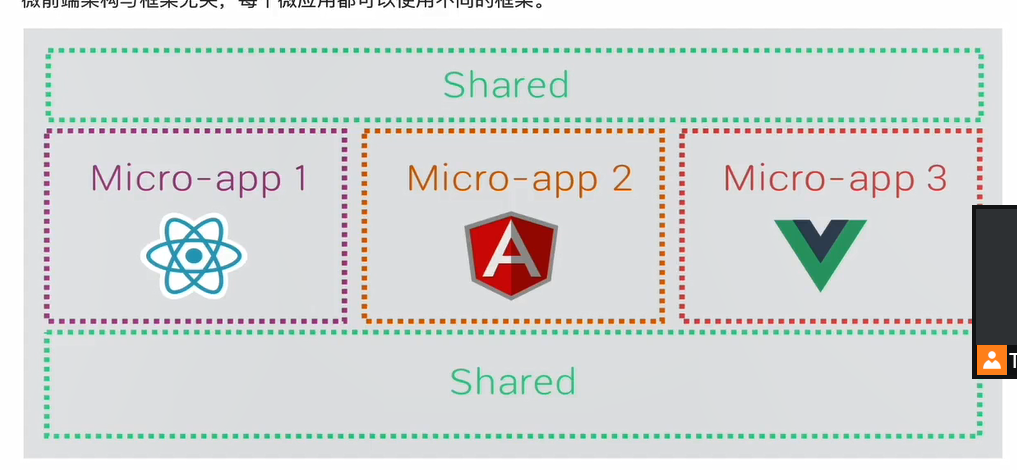 微前端架构与框架无关，每个微应用都可以使用不同的框架。
Shared
Micro-app 1
Micro-app 2
Micro-app 3
A
T
Shared